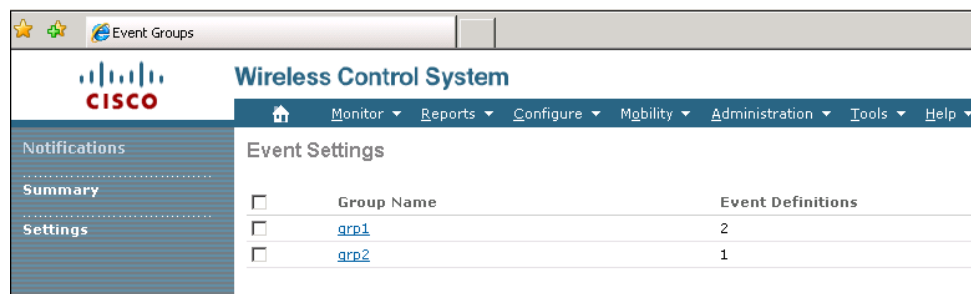 Event Groups
CISCO
Wireless Control System
Monitor Reports Configure Mobility Administration Tools Help
Notifications
Summary
Settings
Event Settings
Group Name Event Definitions
grp1 2
grp2 1